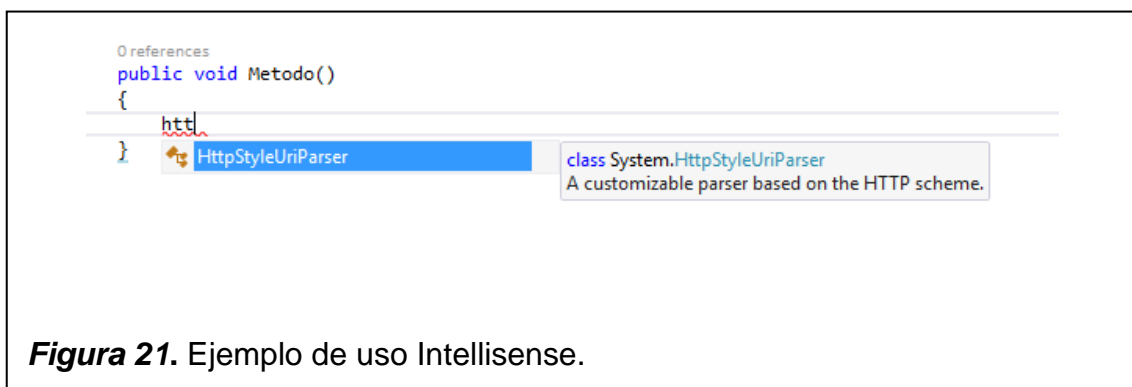 0 references
public void Metodo()
{
htt
}
HttpStyleUriParser
class System.HttpStyleUriParser
A customizable parser based on the HTTP scheme.
Figura 21. Ejemplo de uso Intellisense.